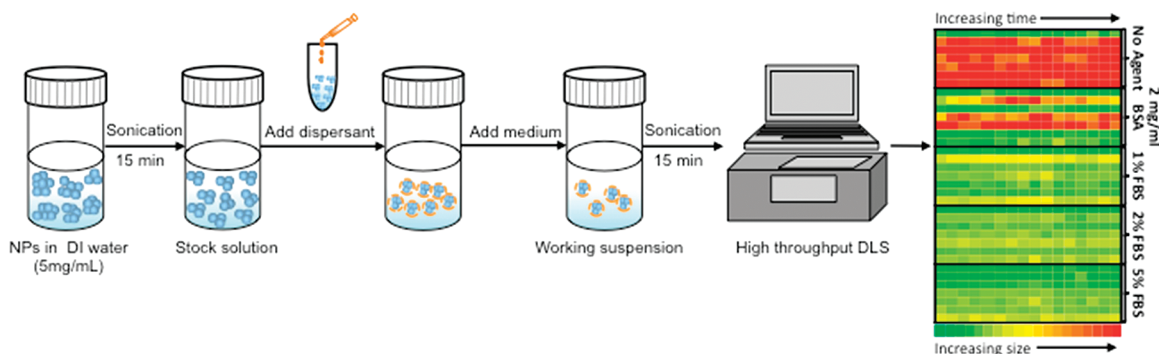 Increasing time
Sonication
15 min
Add dispersant
Add medium
Sonication
15 min
NPs in DI water
(5mg/mL)
Stock solution
Working suspension
High throughput DLS
No Agent
2 mg/ml
BSA
1% FBS
2% FBS
5% FBS
Increasing size